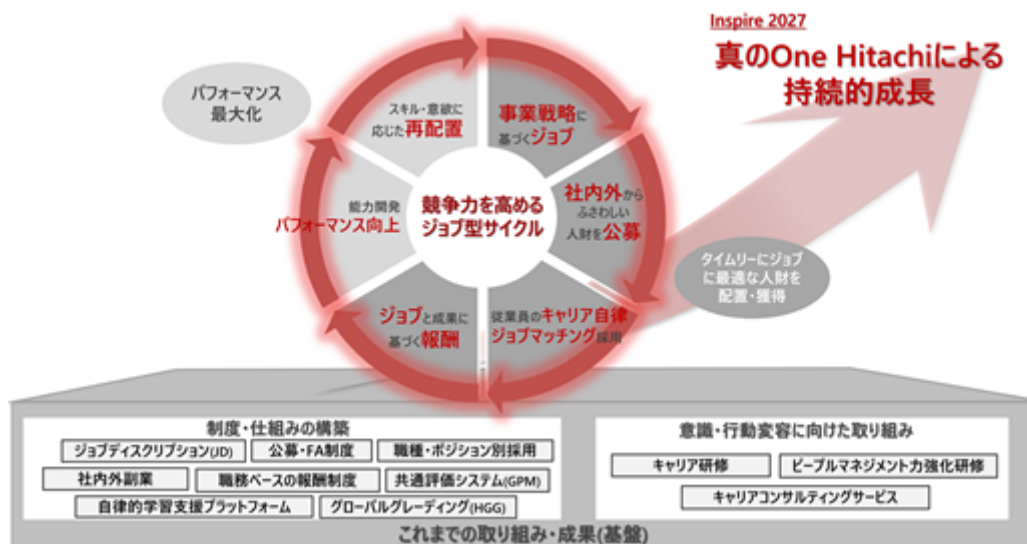 Inspire 2027
真のOne Hitachiによる
持続的成長
パフォーマンス
最大化
スキル・意欲に
応じた再配置
事業戦略に
基づくジョブ
社内外から
ふさわしい
人財を公募
能力開発
パフォーマンス向上
競争力を高める
ジョブ型サイクル
タイムリーにジョブ
に最適な人財を
配置・獲得
ジョブと成果に
基づく報酬
従業員のキャリア自律
ジョブマッチング採用
制度・仕組みの構築
ジョブディスクリプション(JD)
公募・FA制度
職種・ポジション別採用
社内外副業
職務ベースの報酬制度
共通評価システム(GPM)
自律的学習支援プラットフォーム
グローバルグレーディング(HGG)
意識・行動変容に向けた取り組み
キャリア研修
ピープルマネジメント力強化研修
キャリアコンサルティングサービス
これまでの取り組み・成果(基盤)